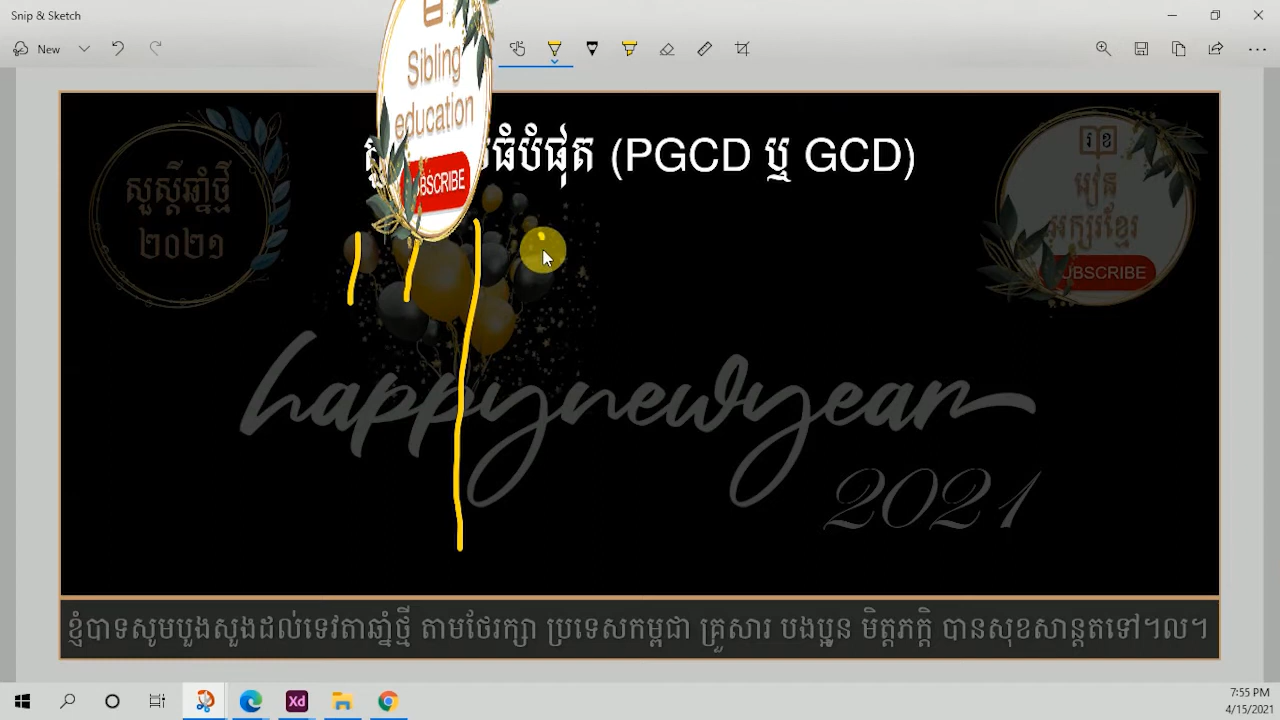 Snip & Sketch
New
Sibling
education
SUBSCRIBE
ធំបំផុត (PGCD ឬ GCD)
សួស្តីឆ្នាំថ្មី
២០២១
រៀន
អក្សរខ្មែរ
SUBSCRIBE
happynewyear
2021
ខ្ញុំបាទសូមបួងសួងដល់ទេវតាឆ្នាំថ្មី តាមថែរក្សា ប្រទេសកម្ពុជា គ្រួសារ បងប្អូន មិត្តភក្តិ បានសុខសាន្តតទៅ។ល។
Xd
7:55 PM
4/15/2021